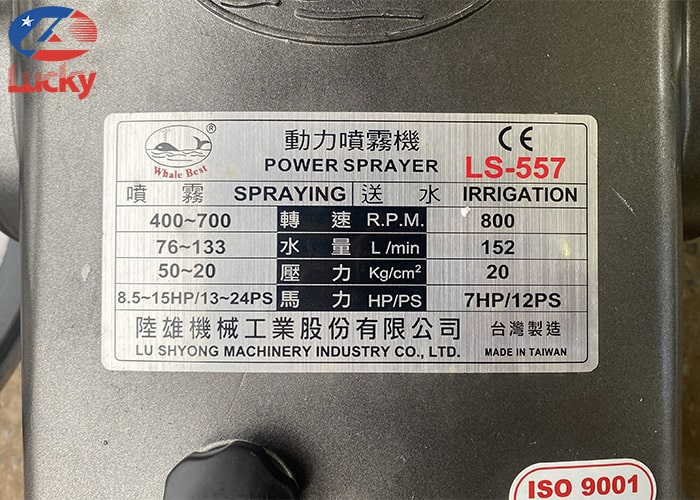 Lucky
®
Whale Best
動力噴霧機
POWER SPRAYER
CE
LS-557
噴霧 SPRAYING 送水 IRRIGATION
400~700 轉速 R.P.M. 800
76~133 水量 L/min 152
50~20 壓力 Kg/cm² 20
8.5~15HP/13~24PS 馬力 HP/PS 7HP/12PS
陸雄機械工業股份有限公司 台灣製造
LU SHYONG MACHINERY INDUSTRY CO., LTD. MADE IN TAIWAN
ISO 9001